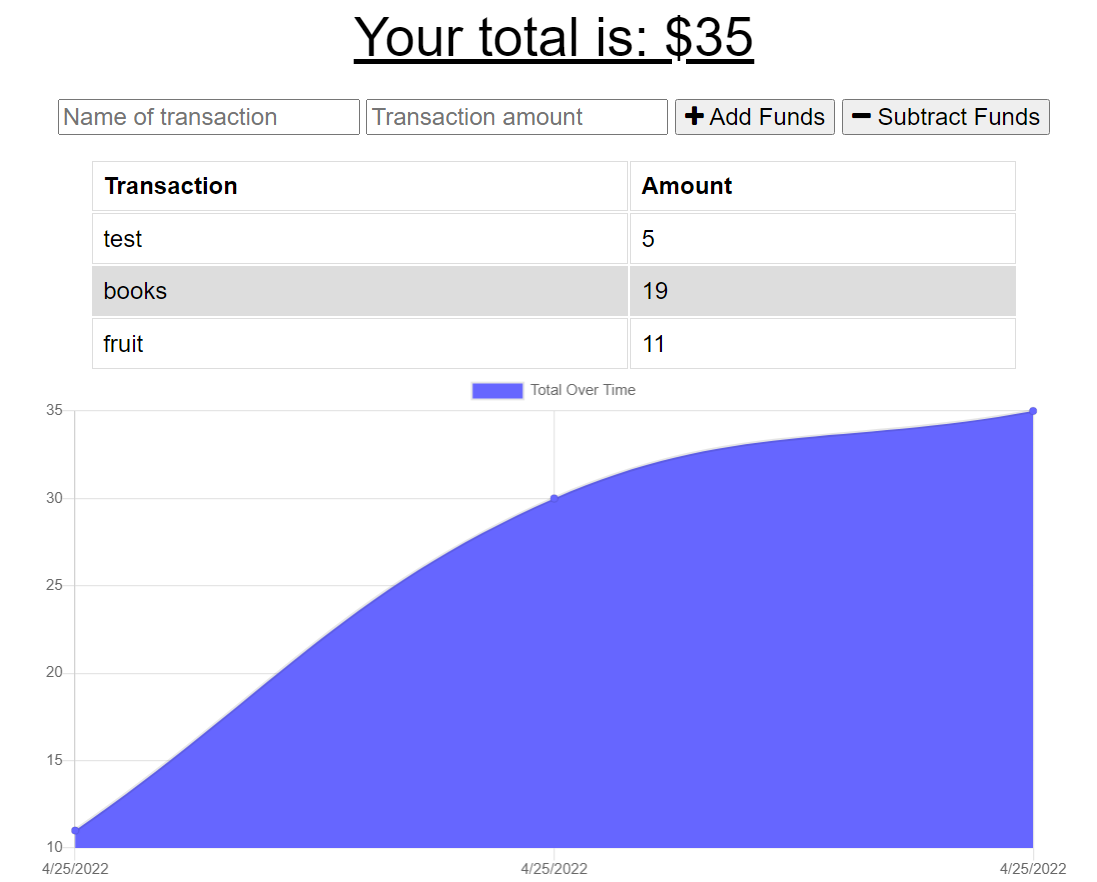 Your total is: $35
Name of transaction Transaction amount + Add Funds − Subtract Funds
Transaction Amount
test 5
books 19
fruit 11
Total Over Time
35
30
25
20
15
10
4/25/2022 4/25/2022 4/25/2022